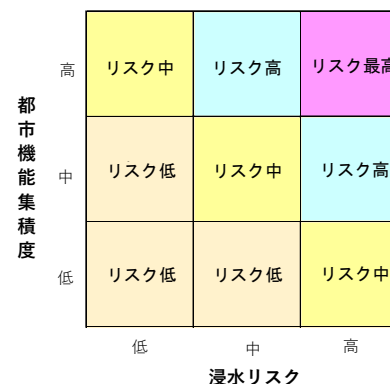 都市機能集積度
高
リスク中
リスク高
リスク最高
中
リスク低
リスク中
リスク高
低
リスク低
リスク低
リスク中
低
中
高
浸水リスク